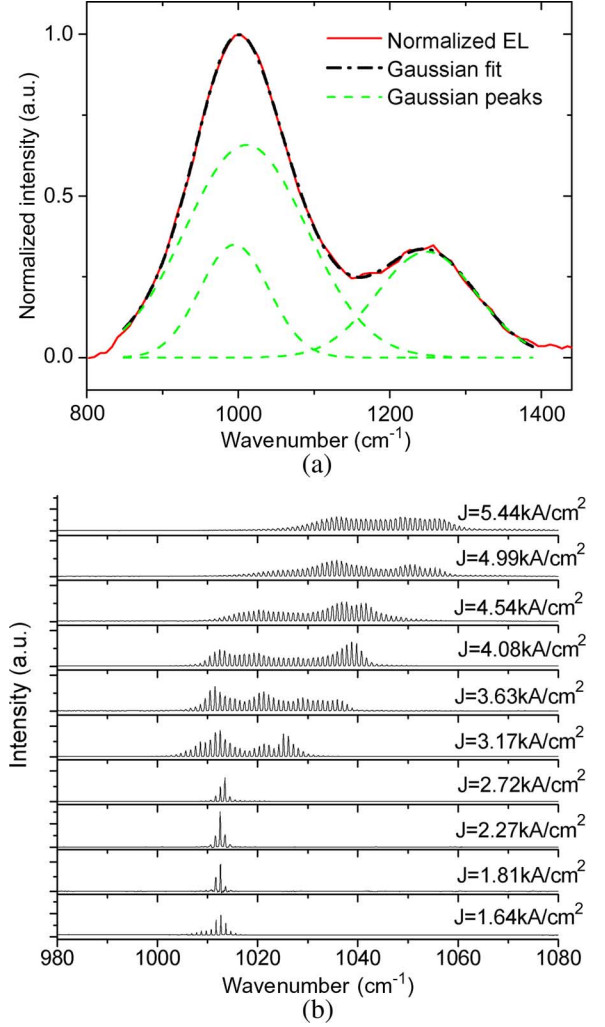 Normalized intensity (a.u.)
1.0
0.5
0.0
Normalized EL
Gaussian fit
Gaussian peaks
800 1000 1200 1400
Wavenumber (cm⁻¹)
(a)
Intensity (a.u.)
J=5.44kA/cm²
J=4.99kA/cm²
J=4.54kA/cm²
J=4.08kA/cm²
J=3.63kA/cm²
J=3.17kA/cm²
J=2.72kA/cm²
J=2.27kA/cm²
J=1.81kA/cm²
J=1.64kA/cm²
980 1000 1020 1040 1060 1080
Wavenumber (cm⁻¹)
(b)